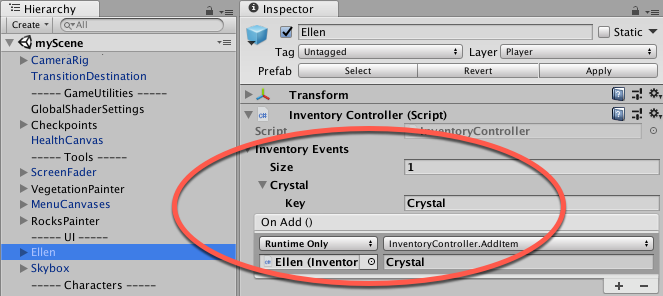 Hierarchy
Create
All
myScene
CameraRig
TransitionDestination
----- GameUtilities -----
GlobalShaderSettings
Checkpoints
HealthCanvas
----- Tools -----
ScreenFader
VegetationPainter
MenuCanvases
RocksPainter
----- UI -----
Ellen
Skybox
----- Characters -----
Inspector
Ellen
Static
Tag Untagged Layer Player
Prefab Select Revert Apply
Transform
Inventory Controller (Script)
Script InventoryController
Inventory Events
Size 1
Crystal
Key Crystal
On Add ()
Runtime Only InventoryController.AddItem
Ellen (Inventor Crystal